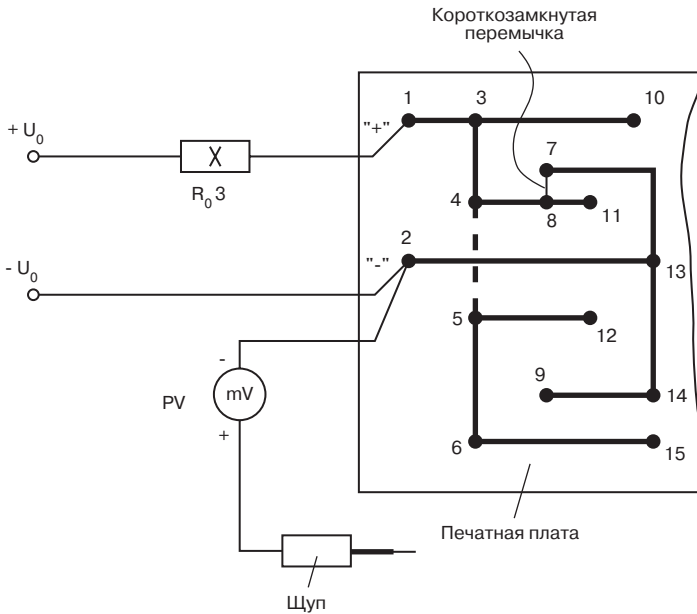 Короткозамкнутая
перемычка
1
3
10
"+"
+ U0
7
R0 3
4
8
11
2
"-"
- U0
13
5
12
-
9
PV
mV
14
+
6
15
Печатная плата
Щуп